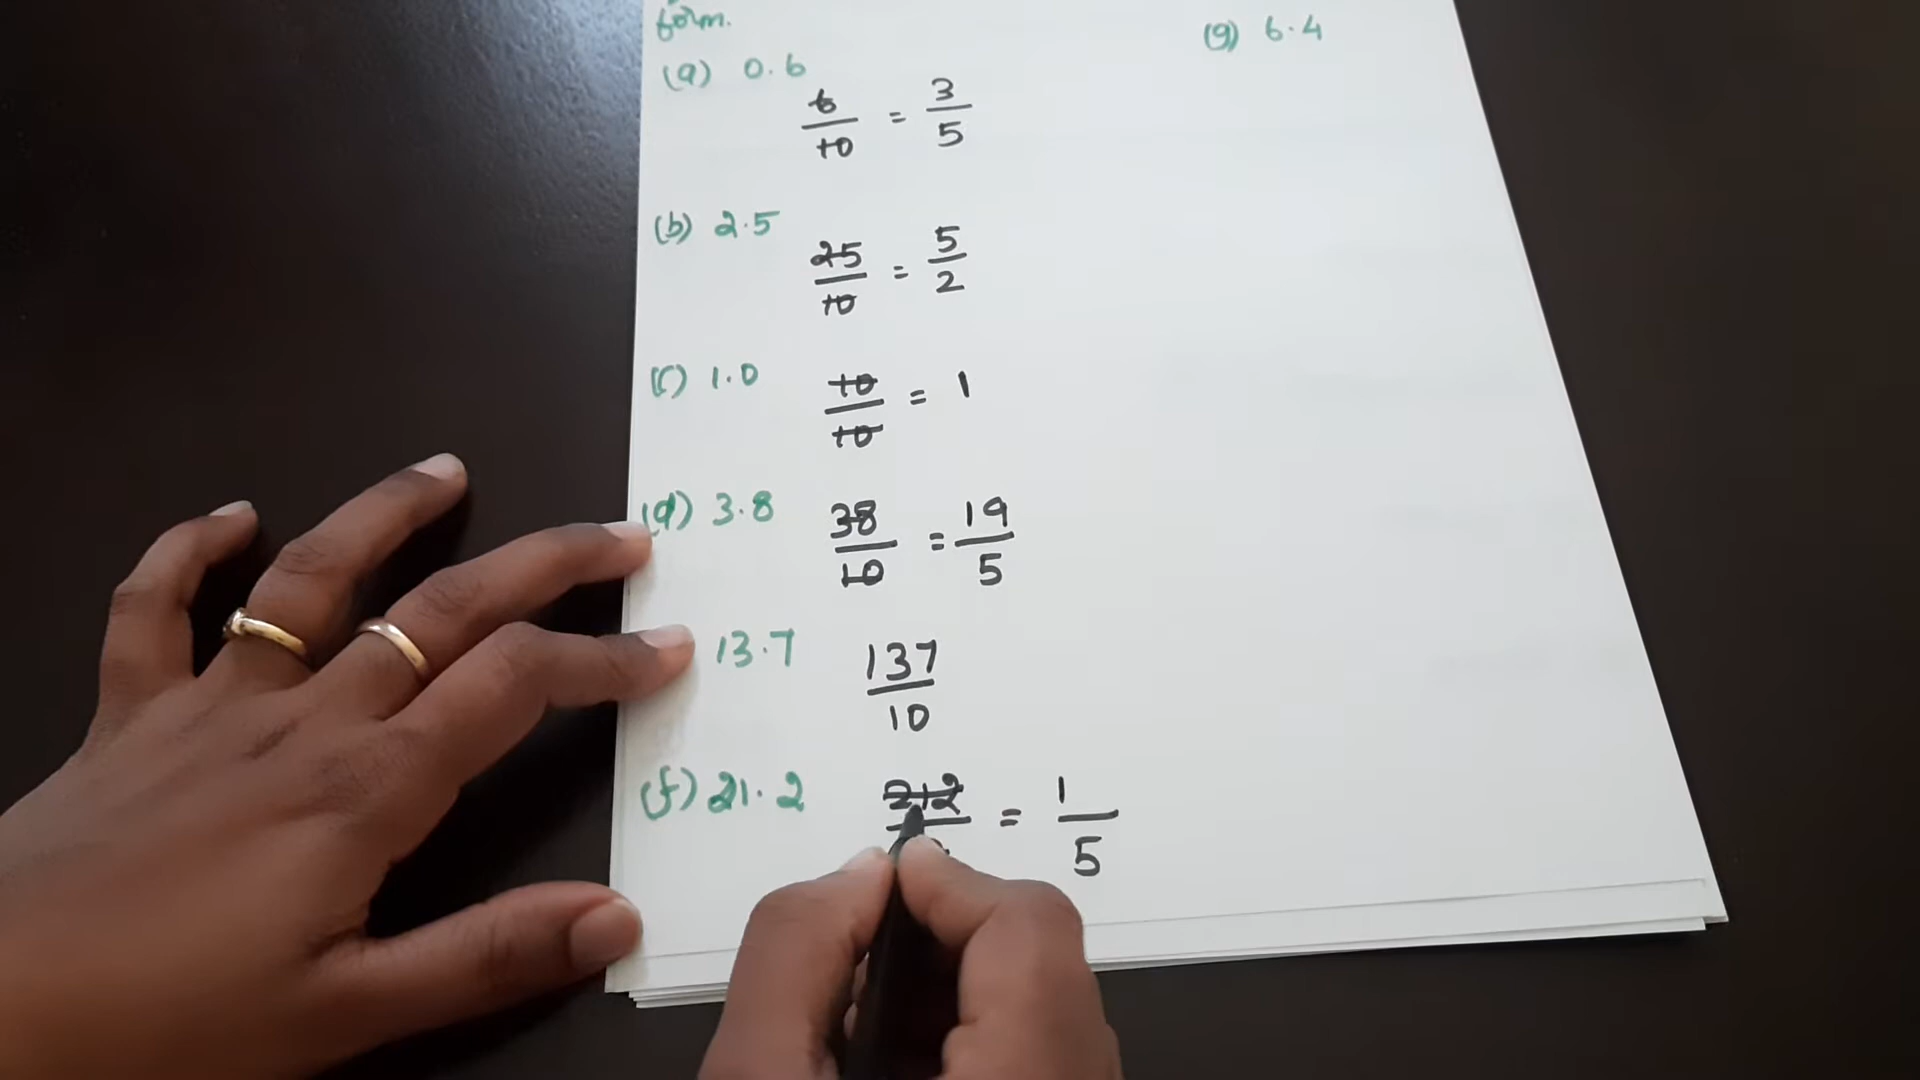 form.
(a) 0.6
6/10 = 3/5
(b) 2.5
25/10 = 5/2
(c) 1.0
10/10 = 1
(d) 3.8
38/10 = 19/5
13.7
137/10
(f) 21.2
212 = 1/5
(g) 6.4